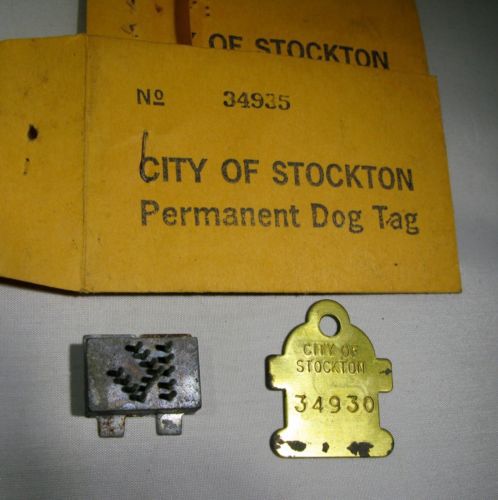 Y OF STOCKTON
Nº 34935
CITY OF STOCKTON
Permanent Dog Tag
CITY OF
STOCKTON
34930